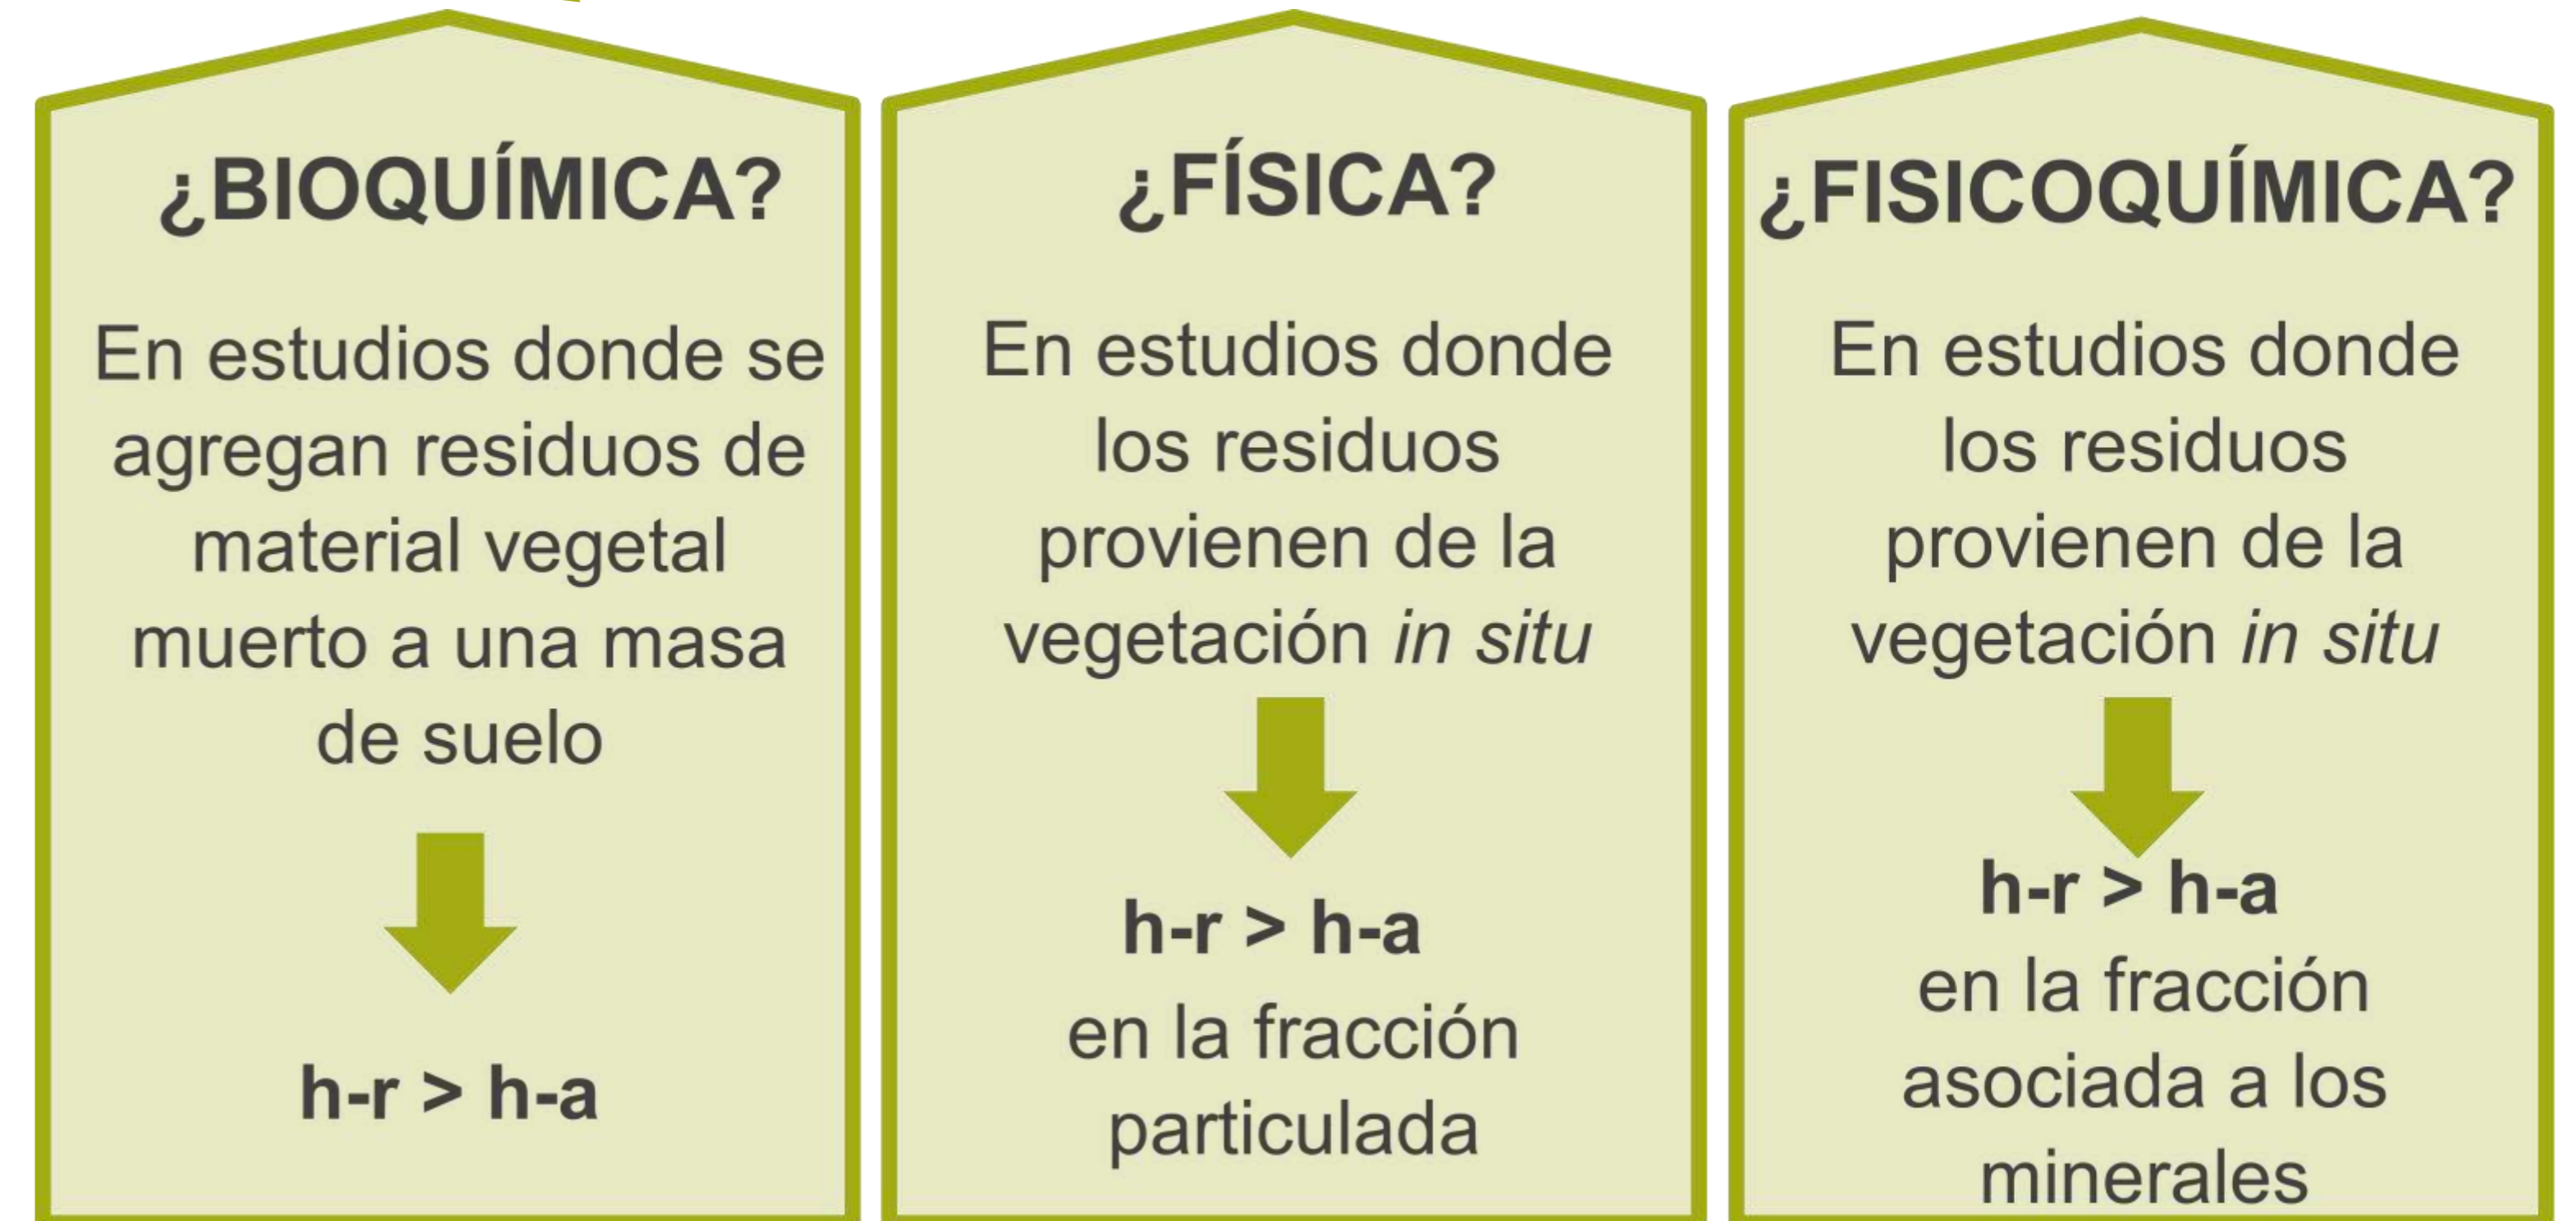 ¿BIOQUÍMICA?
En estudios donde se
agregan residuos de
material vegetal
muerto a una masa
de suelo
h-r > h-a
¿FÍSICA?
En estudios donde
los residuos
provienen de la
vegetación in situ
h-r > h-a
en la fracción
particulada
¿FISICOQUÍMICA?
En estudios donde
los residuos
provienen de la
vegetación in situ
h-r > h-a
en la fracción
asociada a los
minerales